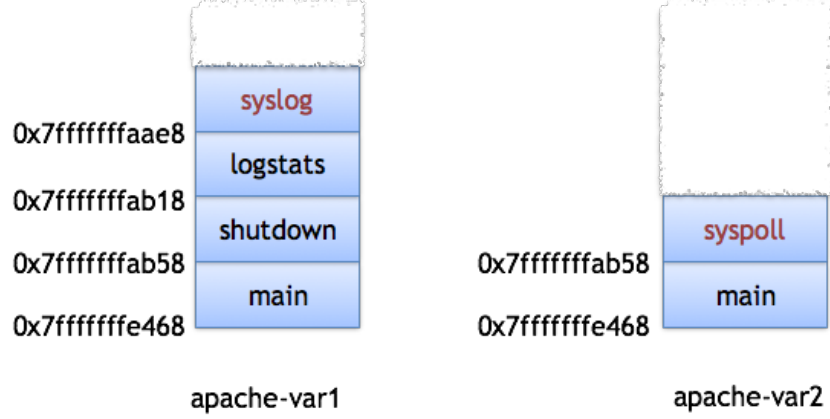 syslog
0x7fffffffaae8
logstats
0x7fffffffab18
shutdown
syspoll
0x7fffffffab58
0x7fffffffab58
main
main
0x7fffffffe468
0x7fffffffe468
apache-var1
apache-var2